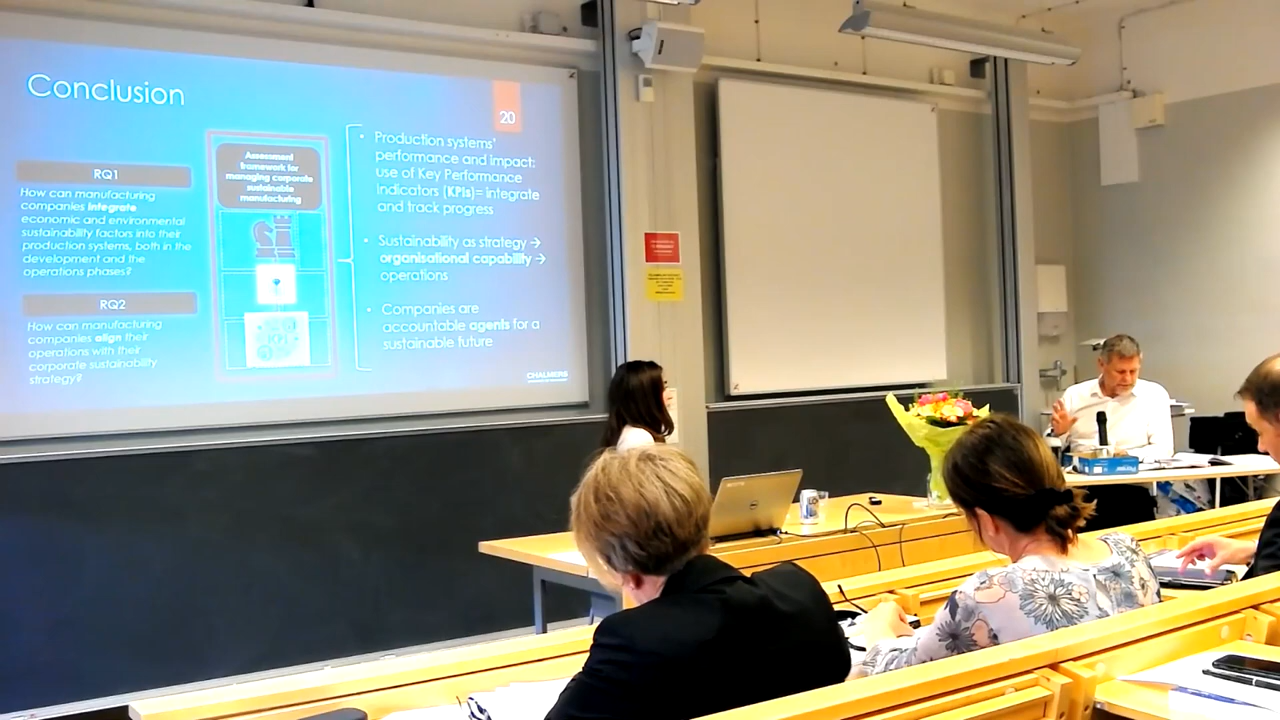 Conclusion
20
RQ1
How can manufacturing
companies integrate
economic and environmental
sustainability factors into their
production systems, both in the
development and the
operations phases?
RQ2
How can manufacturing
companies align their
operations with their
corporate sustainability
strategy?
Assessment
framework for
managing corporate
sustainable
manufacturing
• Production systems'
performance and impact:
use of Key Performance
Indicators (KPIs)= integrate
and track progress
• Sustainability as strategy →
organisational capability →
operations
• Companies are
accountable agents for a
sustainable future
CHALMERS